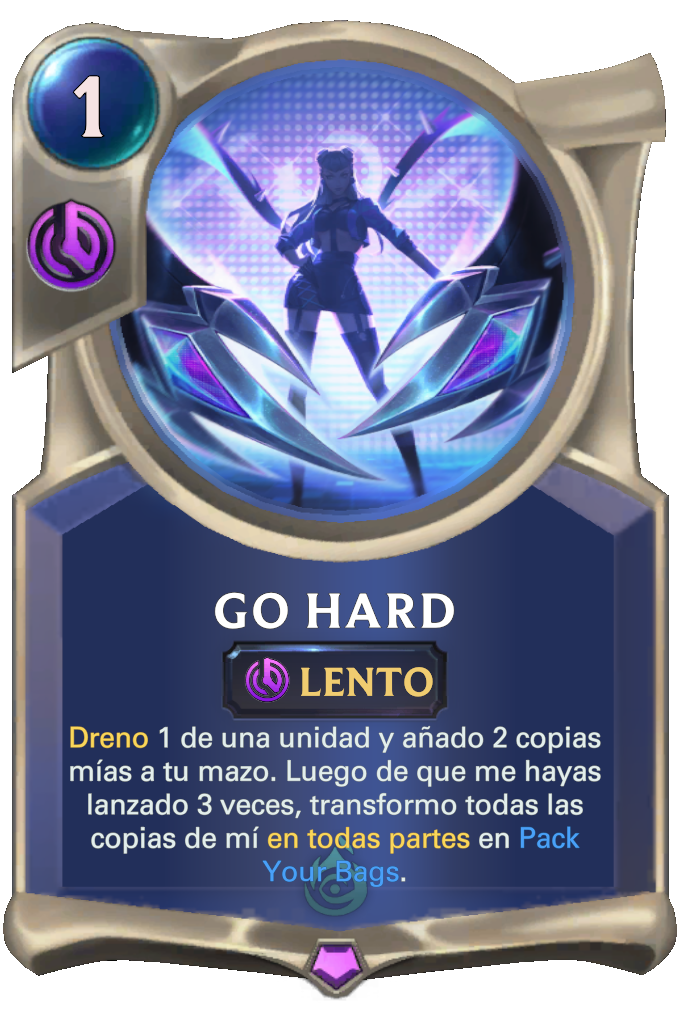 1
GO HARD
LENTO
Dreno 1 de una unidad y añado 2 copias
mías a tu mazo. Luego de que me hayas
lanzado 3 veces, transformo todas las
copias de mí en todas partes en Pack
Your Bags.